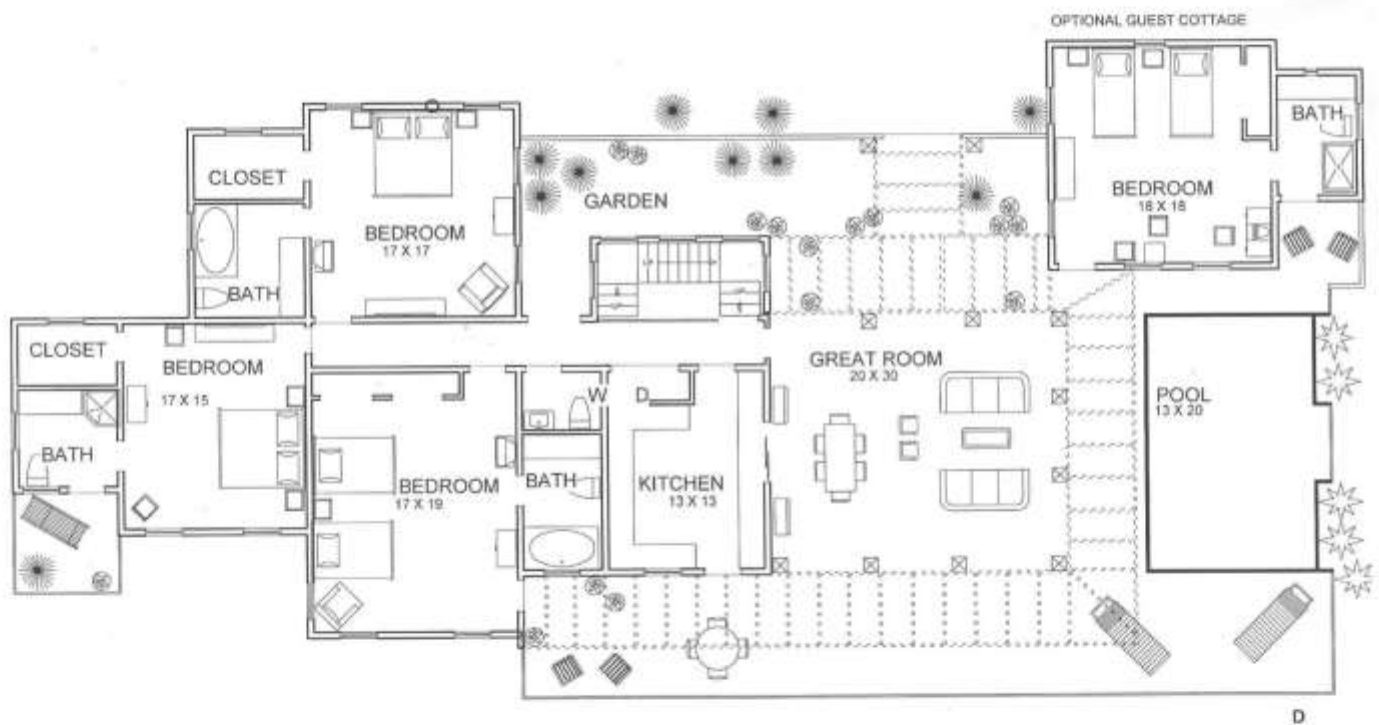 OPTIONAL GUEST COTTAGE
BATH
CLOSET
BEDROOM
18 X 18
GARDEN
BEDROOM
17 X 17
BATH
CLOSET
BEDROOM
17 X 15
GREAT ROOM
20 X 30
POOL
13 X 20
W
D
BATH
BEDROOM
17 X 19
BATH
KITCHEN
13 X 13
D